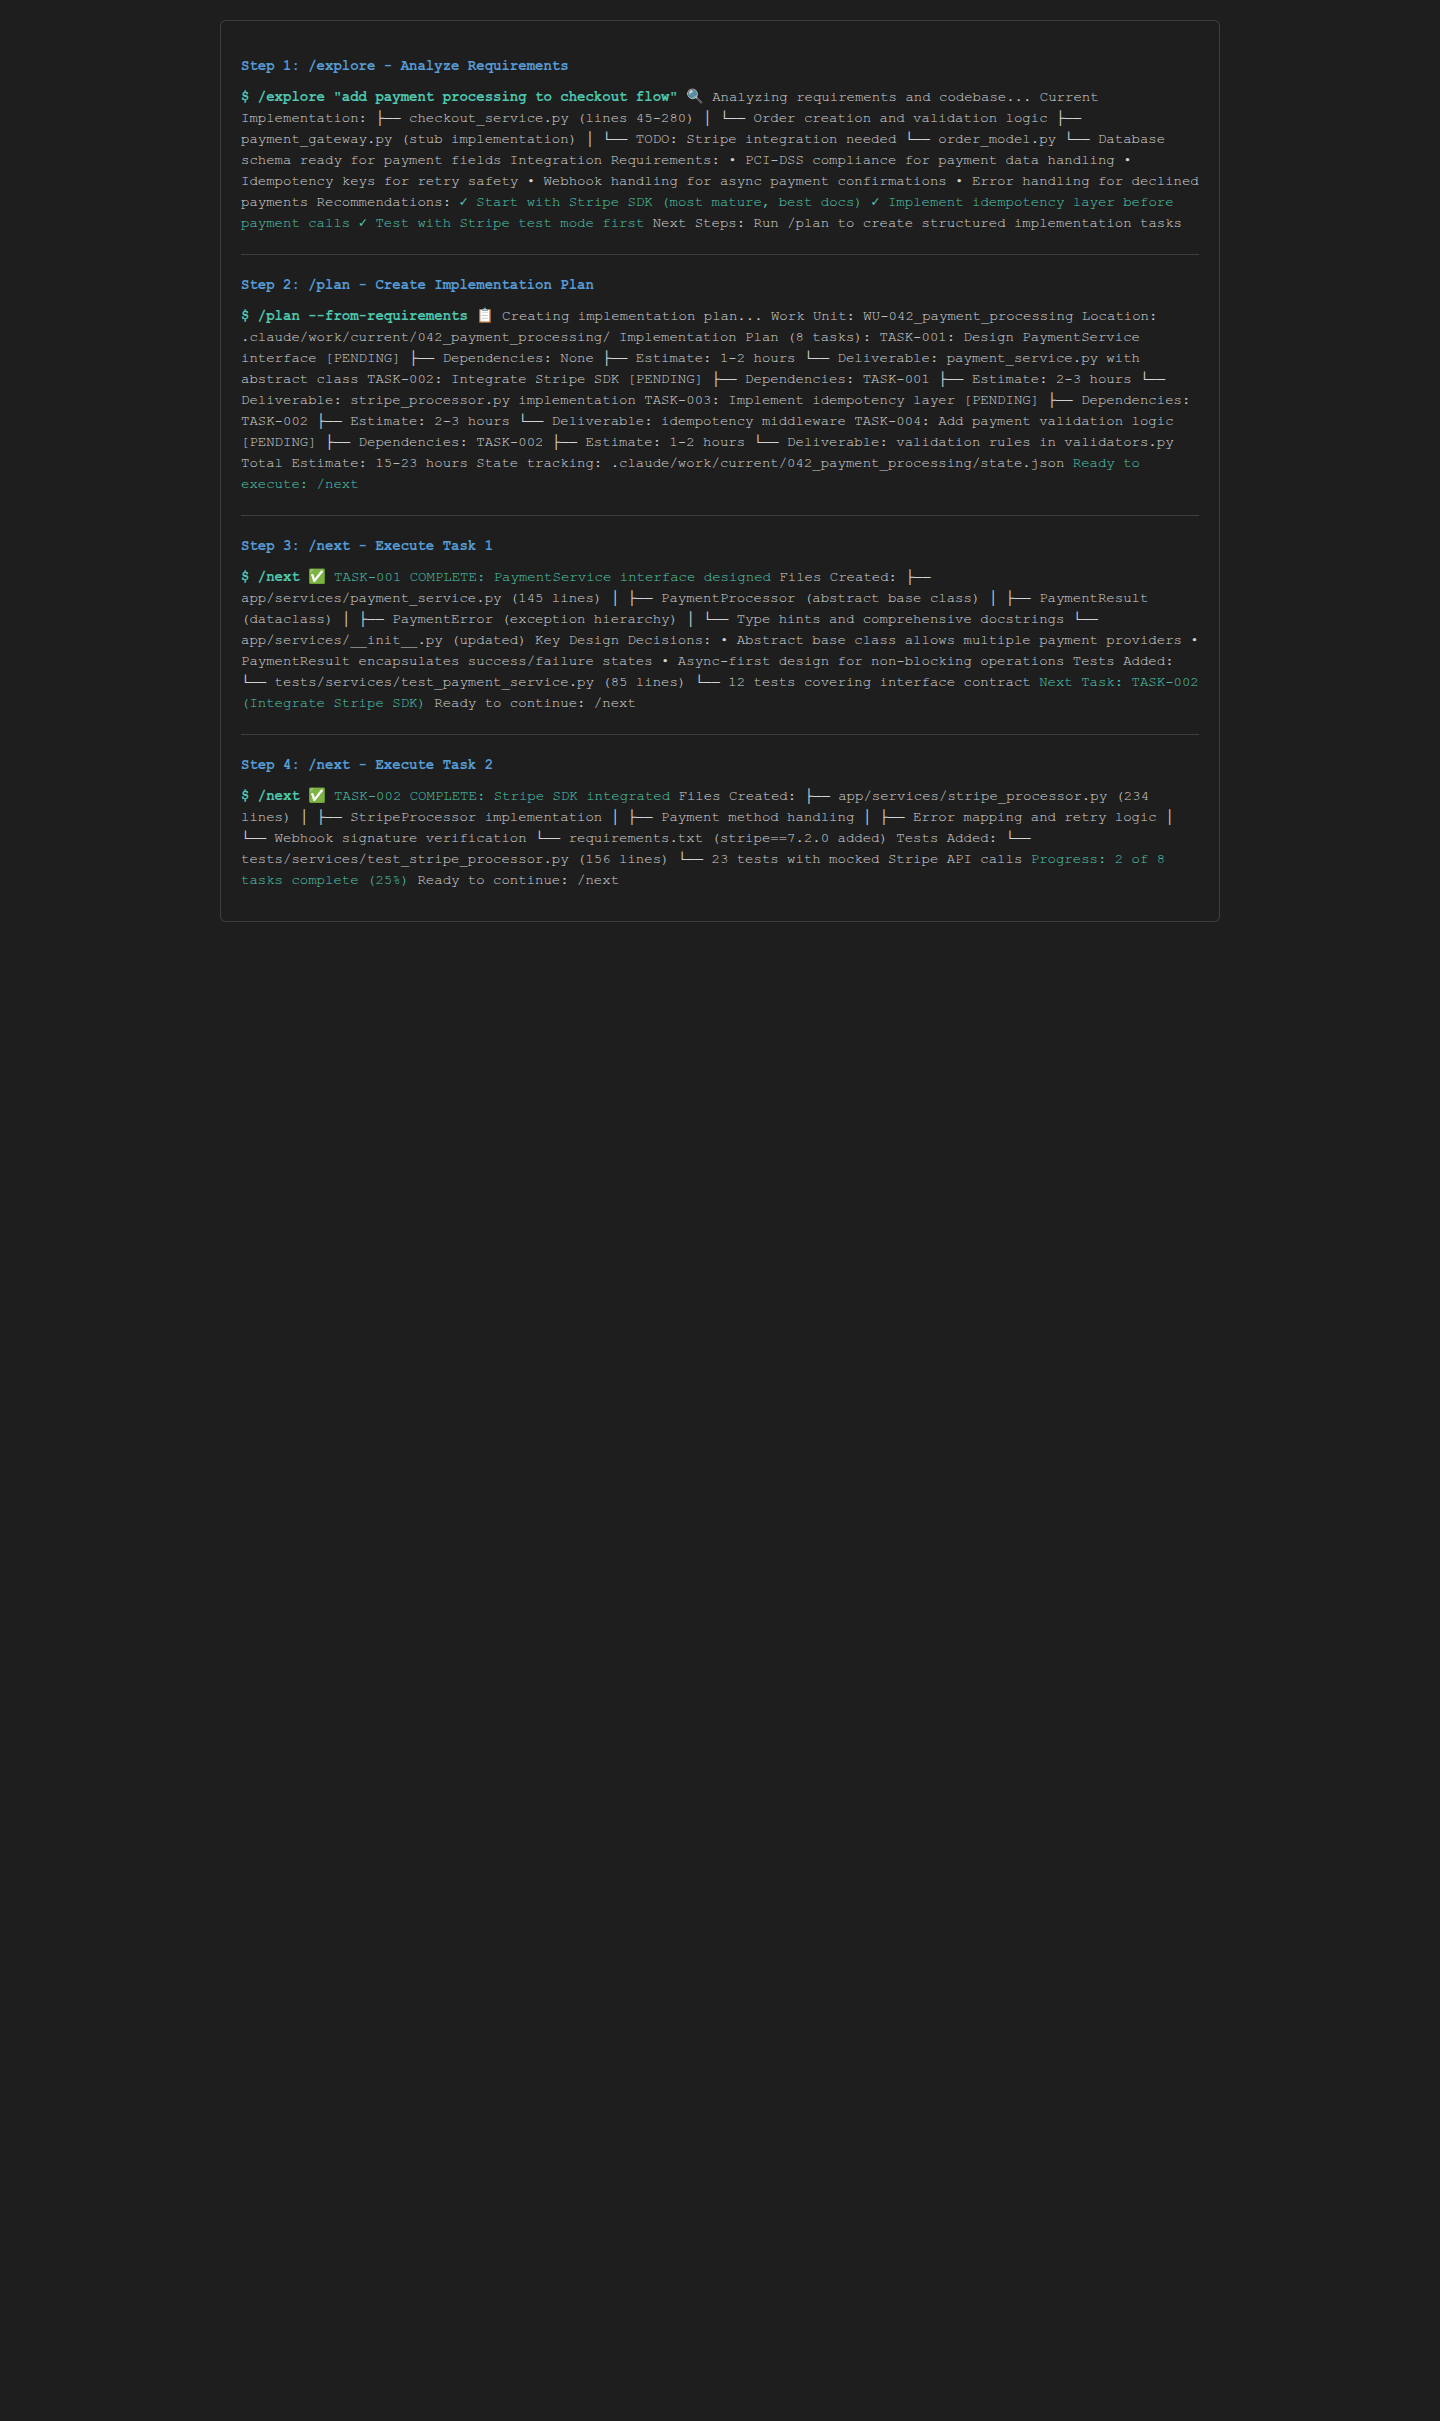 Step 1: /explore - Analyze Requirements
$ /explore "add payment processing to checkout flow" 🔍 Analyzing requirements and codebase... Current
Implementation: ├── checkout_service.py (lines 45-280) │ └── Order creation and validation logic ├──
payment_gateway.py (stub implementation) │ └── TODO: Stripe integration needed └── order_model.py └── Database
schema ready for payment fields Integration Requirements: • PCI-DSS compliance for payment data handling •
Idempotency keys for retry safety • Webhook handling for async payment confirmations • Error handling for declined
payments Recommendations: ✓ Start with Stripe SDK (most mature, best docs) ✓ Implement idempotency layer before
payment calls ✓ Test with Stripe test mode first Next Steps: Run /plan to create structured implementation tasks
Step 2: /plan - Create Implementation Plan
$ /plan --from-requirements 📋 Creating implementation plan... Work Unit: WU-042_payment_processing Location:
.claude/work/current/042_payment_processing/ Implementation Plan (8 tasks): TASK-001: Design PaymentService
interface [PENDING] ├── Dependencies: None ├── Estimate: 1-2 hours └── Deliverable: payment_service.py with
abstract class TASK-002: Integrate Stripe SDK [PENDING] ├── Dependencies: TASK-001 ├── Estimate: 2-3 hours └──
Deliverable: stripe_processor.py implementation TASK-003: Implement idempotency layer [PENDING] ├── Dependencies:
TASK-002 ├── Estimate: 2-3 hours └── Deliverable: idempotency middleware TASK-004: Add payment validation logic
[PENDING] ├── Dependencies: TASK-002 ├── Estimate: 1-2 hours └── Deliverable: validation rules in validators.py
Total Estimate: 15-23 hours State tracking: .claude/work/current/042_payment_processing/state.json Ready to
execute: /next
Step 3: /next - Execute Task 1
$ /next ✅ TASK-001 COMPLETE: PaymentService interface designed Files Created: ├──
app/services/payment_service.py (145 lines) │ ├── PaymentProcessor (abstract base class) │ ├── PaymentResult
(dataclass) │ ├── PaymentError (exception hierarchy) │ └── Type hints and comprehensive docstrings └──
app/services/__init__.py (updated) Key Design Decisions: • Abstract base class allows multiple payment providers •
PaymentResult encapsulates success/failure states • Async-first design for non-blocking operations Tests Added:
└── tests/services/test_payment_service.py (85 lines) └── 12 tests covering interface contract Next Task: TASK-002
(Integrate Stripe SDK) Ready to continue: /next
Step 4: /next - Execute Task 2
$ /next ✅ TASK-002 COMPLETE: Stripe SDK integrated Files Created: ├── app/services/stripe_processor.py (234
lines) │ ├── StripeProcessor implementation │ ├── Payment method handling │ ├── Error mapping and retry logic │
└── Webhook signature verification └── requirements.txt (stripe==7.2.0 added) Tests Added: └──
tests/services/test_stripe_processor.py (156 lines) └── 23 tests with mocked Stripe API calls Progress: 2 of 8
tasks complete (25%) Ready to continue: /next